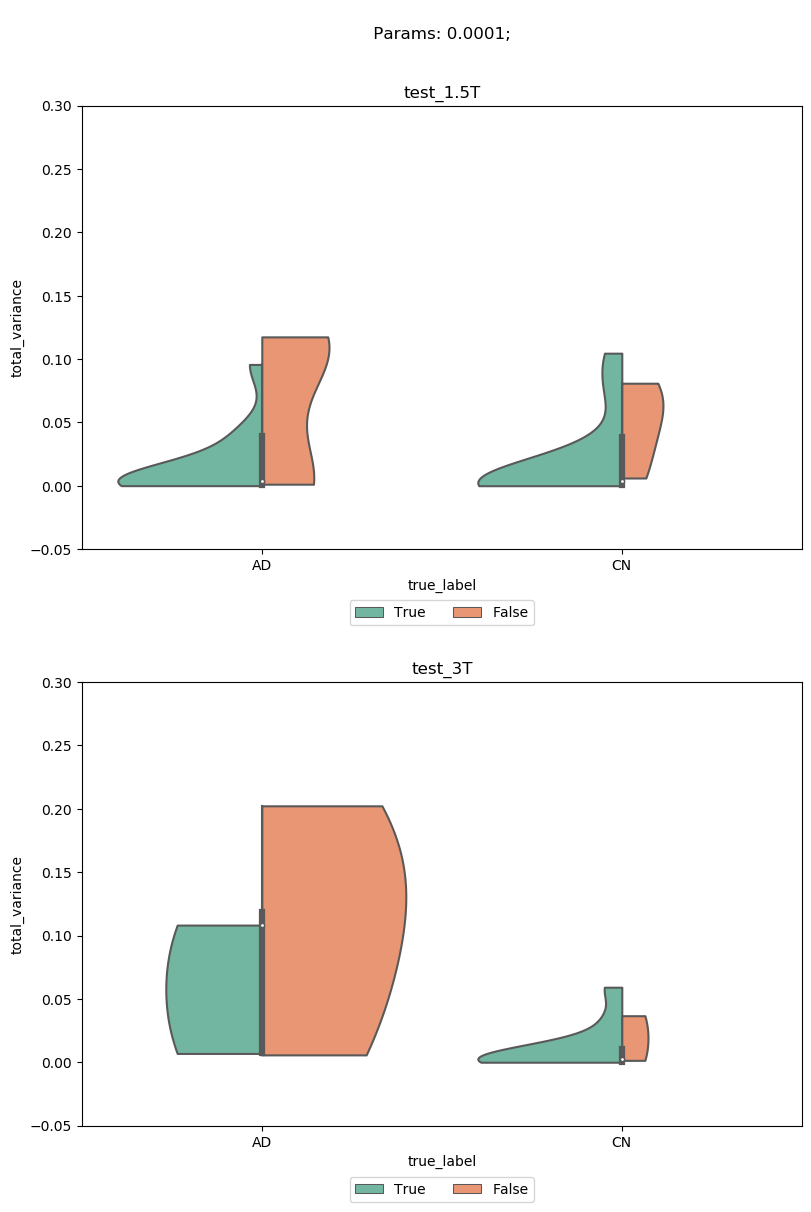 Params: 0.0001;
test_1.5T
0.30
0.25
0.20
0.15
0.10
0.05
0.00
−0.05
total_variance
AD CN
true_label
True False
test_3T
0.30
0.25
0.20
0.15
0.10
0.05
0.00
−0.05
total_variance
AD CN
true_label
True False